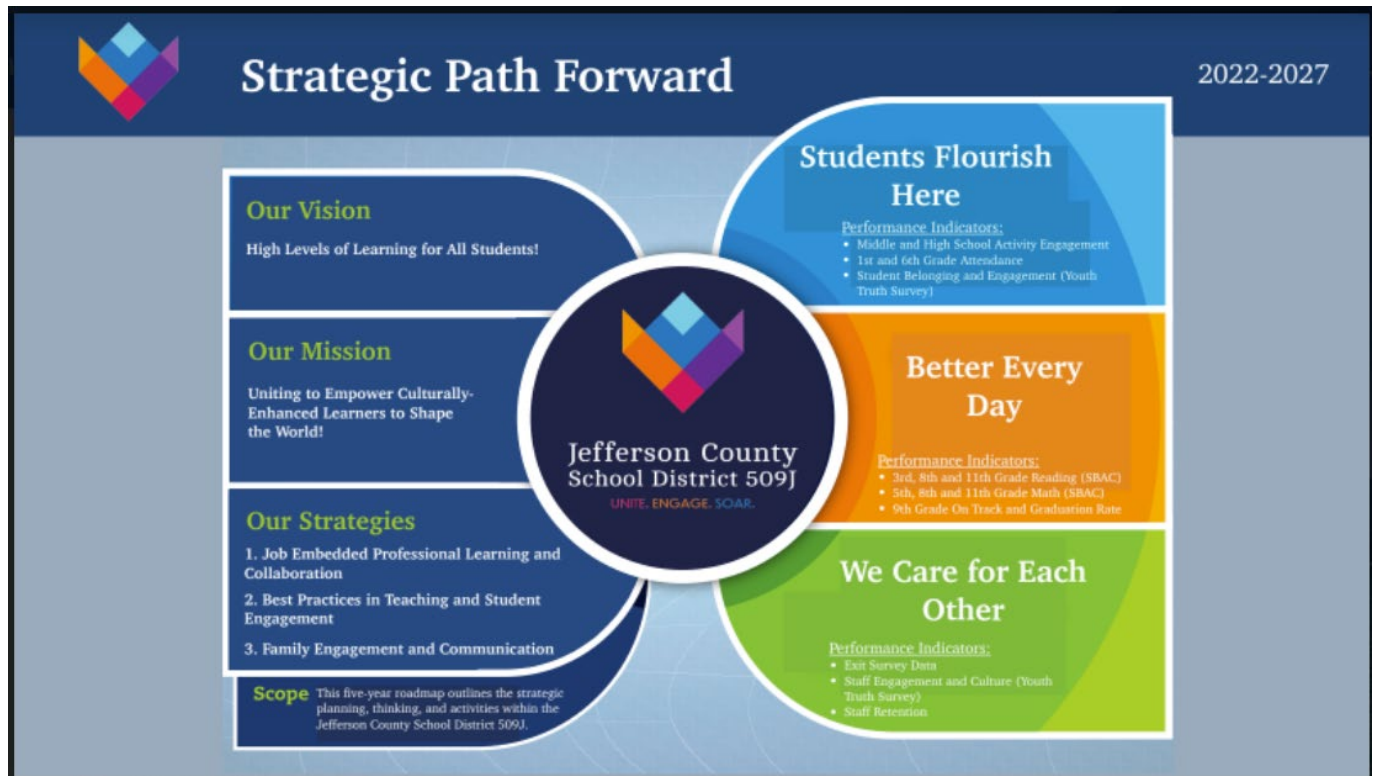 Strategic Path Forward
2022-2027
Our Vision
High Levels of Learning for All Students!
Our Mission
Uniting to Empower Culturally-
Enhanced Learners to Shape
the World!
Our Strategies
1. Job Embedded Professional Learning and
Collaboration
2. Best Practices in Teaching and Student
Engagement
3. Family Engagement and Communication
Scope This five-year roadmap outlines the strategic
planning, thinking, and activities within the
Jefferson County School District 509J.
Jefferson County
School District 509J
UNITE. ENGAGE. SOAR.
Students Flourish
Here
Performance Indicators:
• Middle and High School Activity Engagement
• 1st and 6th Grade Attendance
• Student Belonging and Engagement (Youth
Truth Survey)
Better Every
Day
Performance Indicators:
• 3rd, 8th and 11th Grade Reading (SBAC)
• 5th, 8th and 11th Grade Math (SBAC)
• 9th Grade On Track and Graduation Rate
We Care for Each
Other
Performance Indicators:
• Exit Survey Data
• Staff Engagement and Culture (Youth
Truth Survey)
• Staff Retention